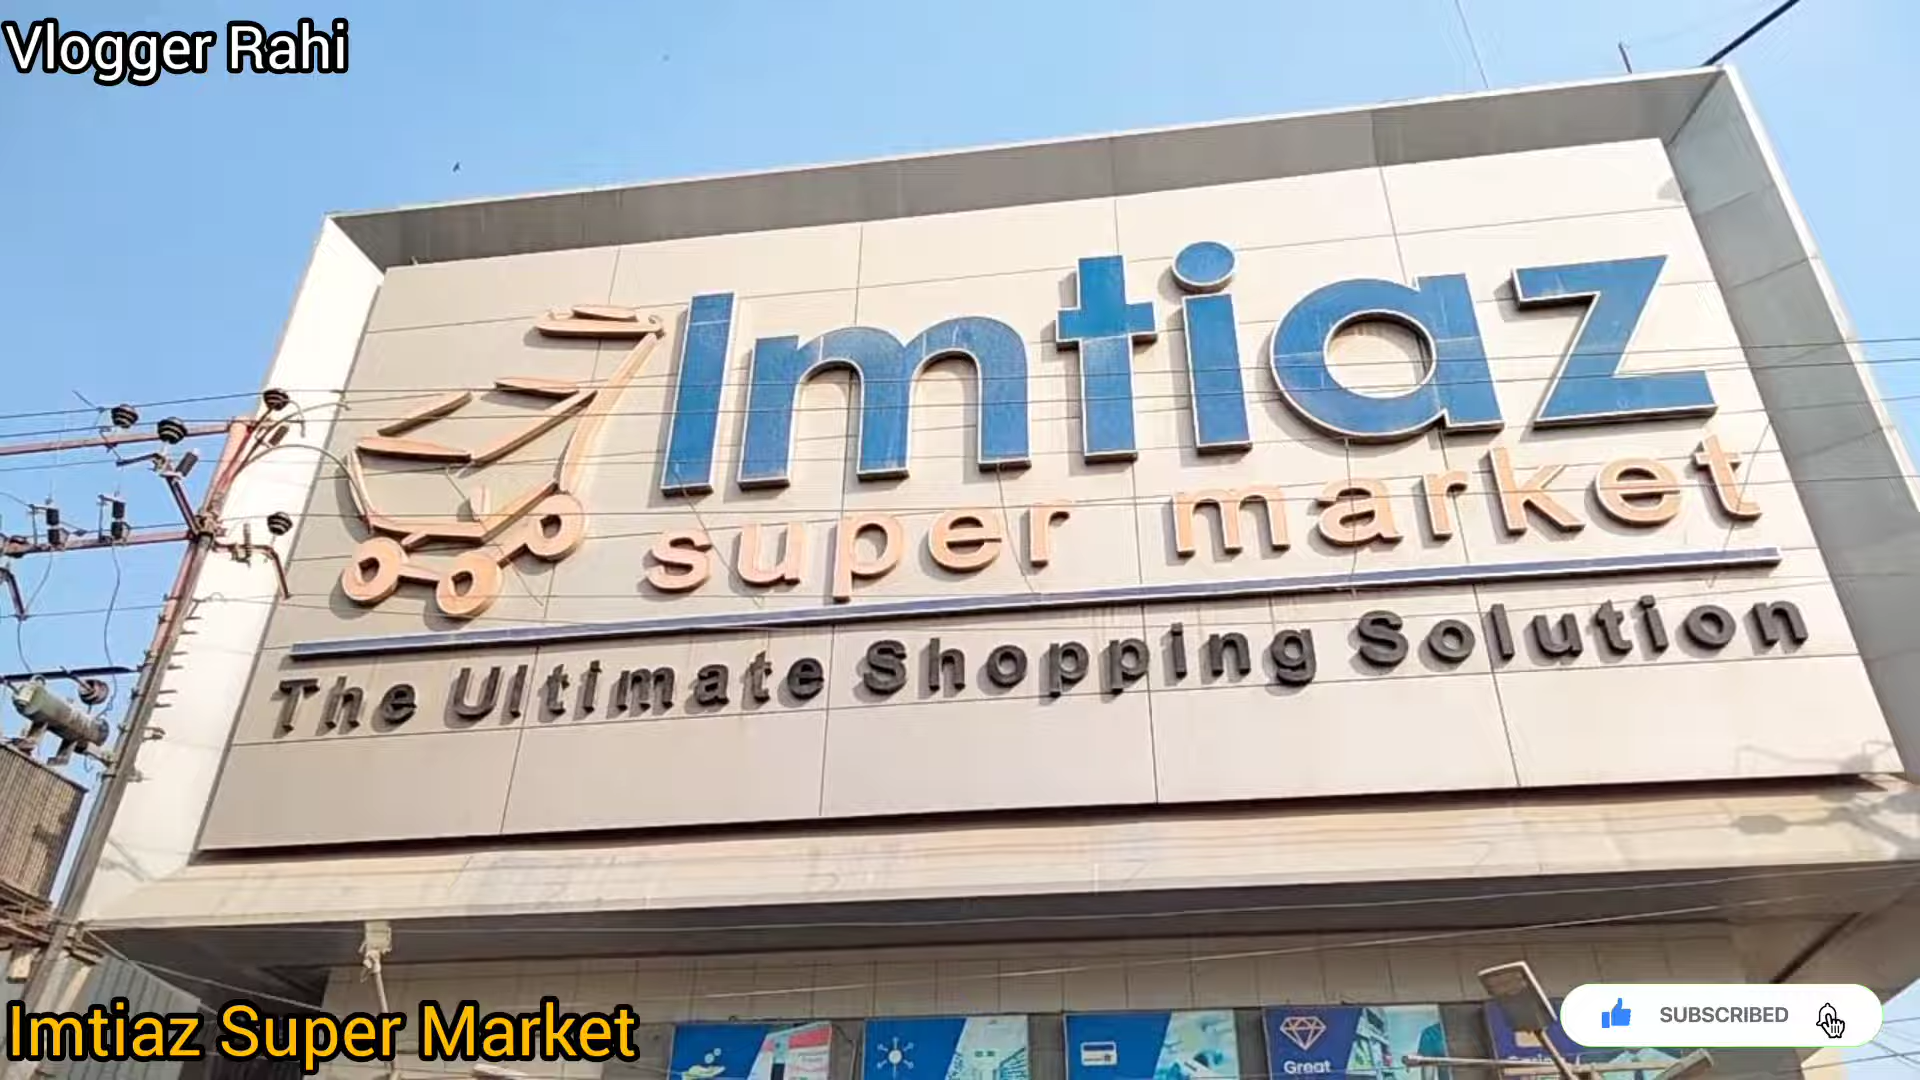 Vlogger Rahi
Imtiaz
super market
The Ultimate Shopping Solution
Imtiaz Super Market
Great
SUBSCRIBED